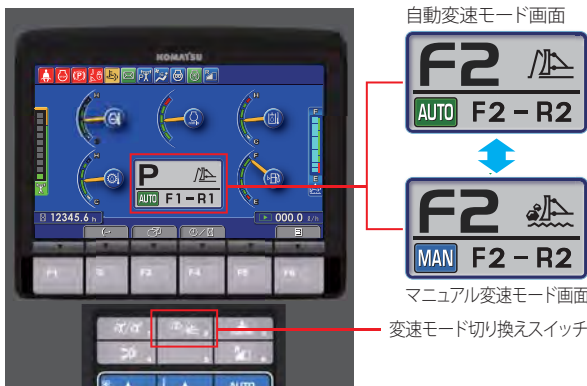 自動変速モード画面
KOMATSU
F2
AUTO F2-R2
P
AUTO F1-R1
12345.6 h
000.0 ℓ/h
F2
MAN F2-R2
マニュアル変速モード画面
F1
F2
F3
F4
F5
F6
変速モード切り換えスイッチ
AUTO